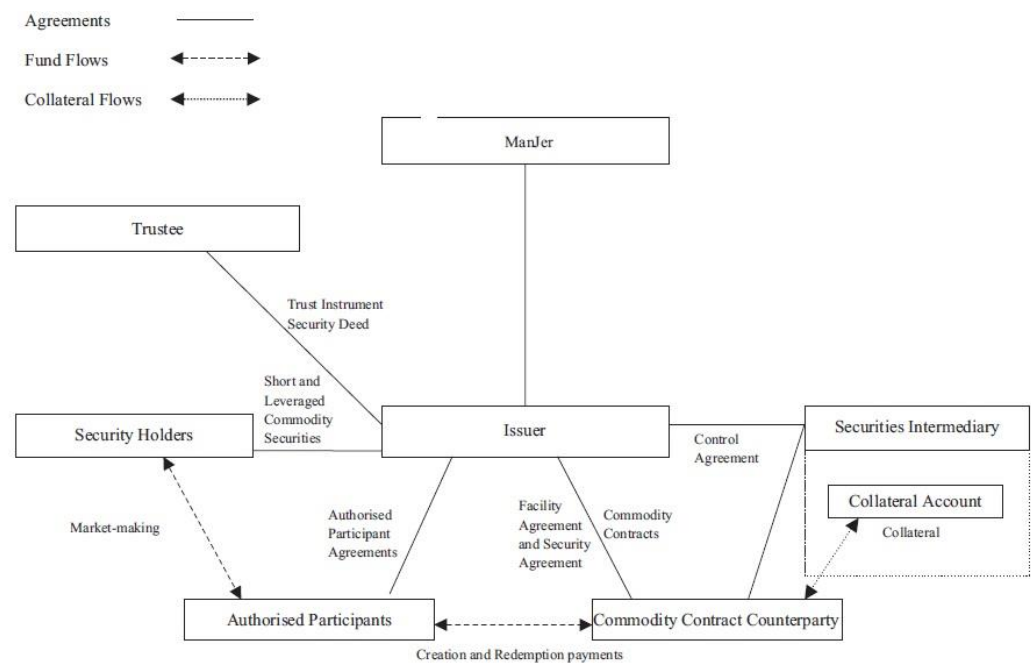 Agreements
Fund Flows
Collateral Flows
ManJer
Trustee
Trust Instrument
Security Deed
Short and
Leveraged
Commodity
Securities
Security Holders
Issuer
Control
Agreement
Securities Intermediary
Collateral Account
Collateral
Market-making
Authorised
Participant
Agreements
Facility
Agreement
and Security
Agreement
Commodity
Contracts
Authorised Participants
Commodity Contract Counterparty
Creation and Redemption payments